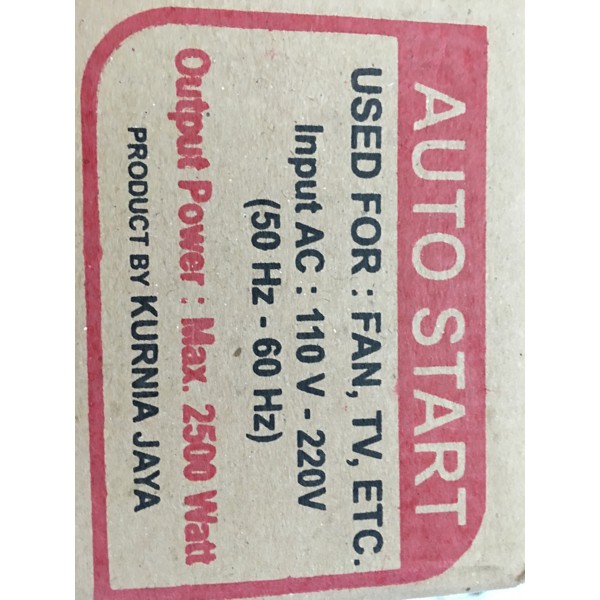 AUTO START
USED FOR : FAN, TV, ETC.
Input AC : 110 V - 220V
(50 Hz - 60 Hz)
Output Power : Max. 2500 Watt
PRODUCT BY KURNIA JAYA